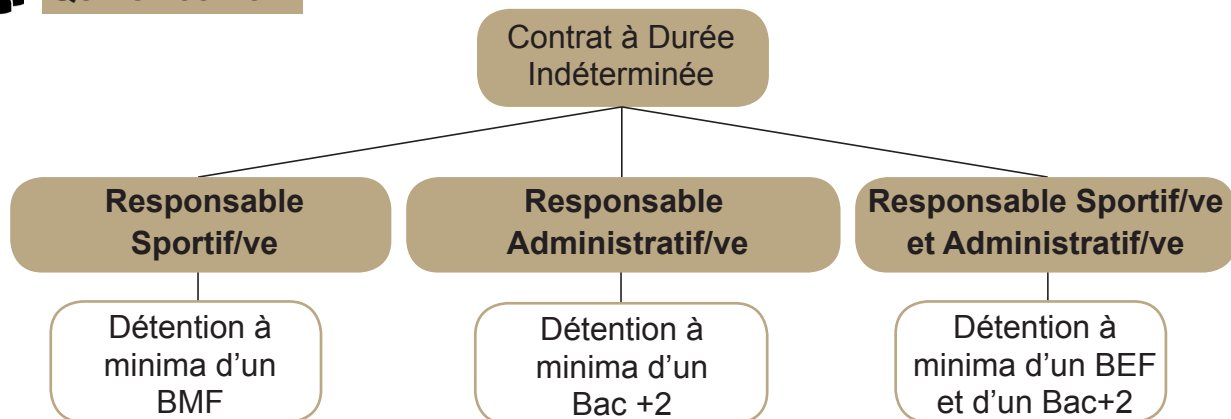 Contrat à Durée
Indéterminée
Responsable
Sportif/ve
Responsable
Administratif/ve
Responsable Sportif/ve
et Administratif/ve
Détention à
minima d’un
BMF
Détention à
minima d’un
Bac +2
Détention à
minima d’un BEF
et d’un Bac+2